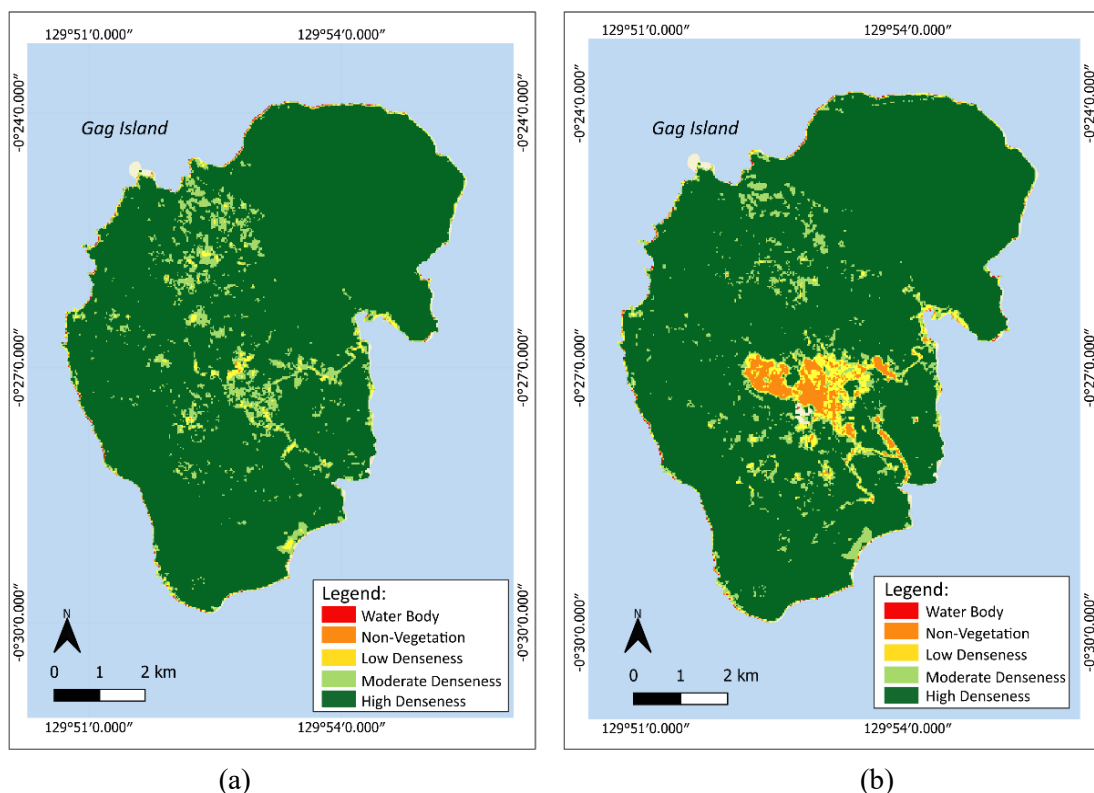 129°51′0.000″ 129°54′0.000″
-0°24′0.000″ -0°24′0.000″
Gag Island
-0°27′0.000″ -0°27′0.000″
-0°30′0.000″ -0°30′0.000″
N
0 1 2 km
Legend:
Water Body
Non-Vegetation
Low Denseness
Moderate Denseness
High Denseness
129°51′0.000″ 129°54′0.000″
(a)
129°51′0.000″ 129°54′0.000″
-0°24′0.000″ -0°24′0.000″
Gag Island
-0°27′0.000″ -0°27′0.000″
-0°30′0.000″ -0°30′0.000″
N
0 1 2 km
Legend:
Water Body
Non-Vegetation
Low Denseness
Moderate Denseness
High Denseness
129°51′0.000″ 129°54′0.000″
(b)